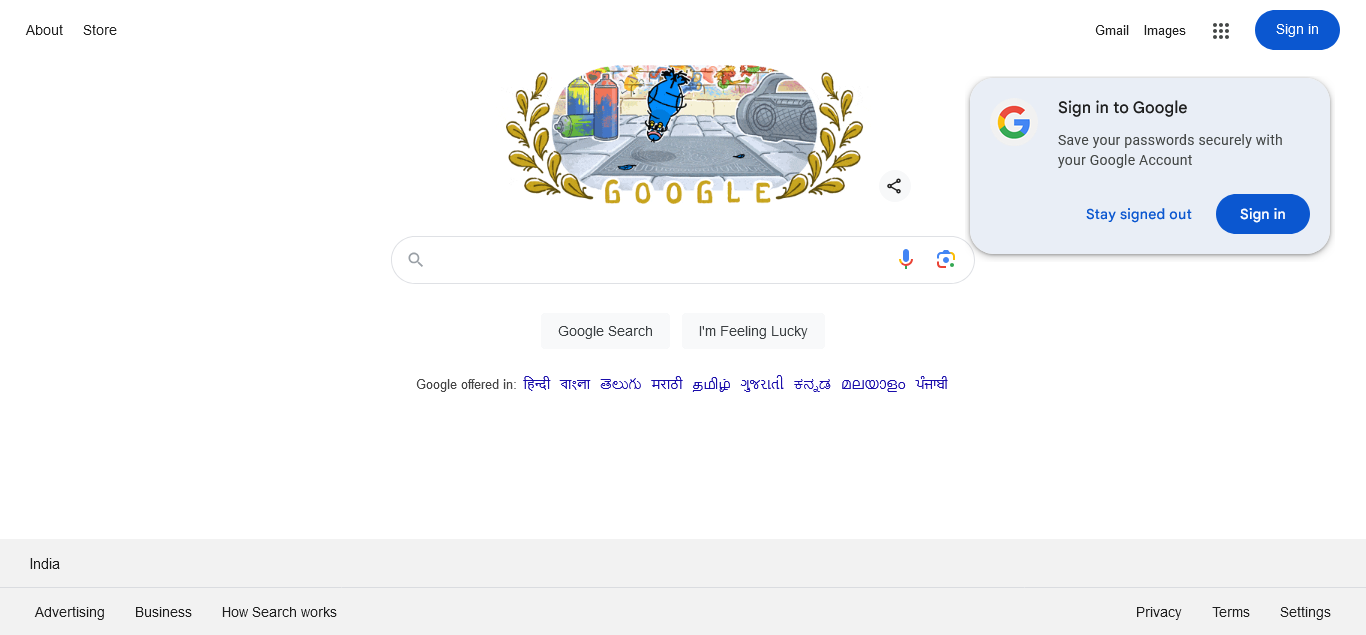 About Store
Gmail Images Sign in
GOOGLE
Sign in to Google
Save your passwords securely with
your Google Account
Stay signed out Sign in
Google Search I'm Feeling Lucky
Google offered in: हिन्दी বাংলা తెలుగు मराठी தமிழ் ગુજરાતી ಕನ್ನಡ മലയാളം ਪੰਜਾਬੀ
India
Advertising Business How Search works
Privacy Terms Settings